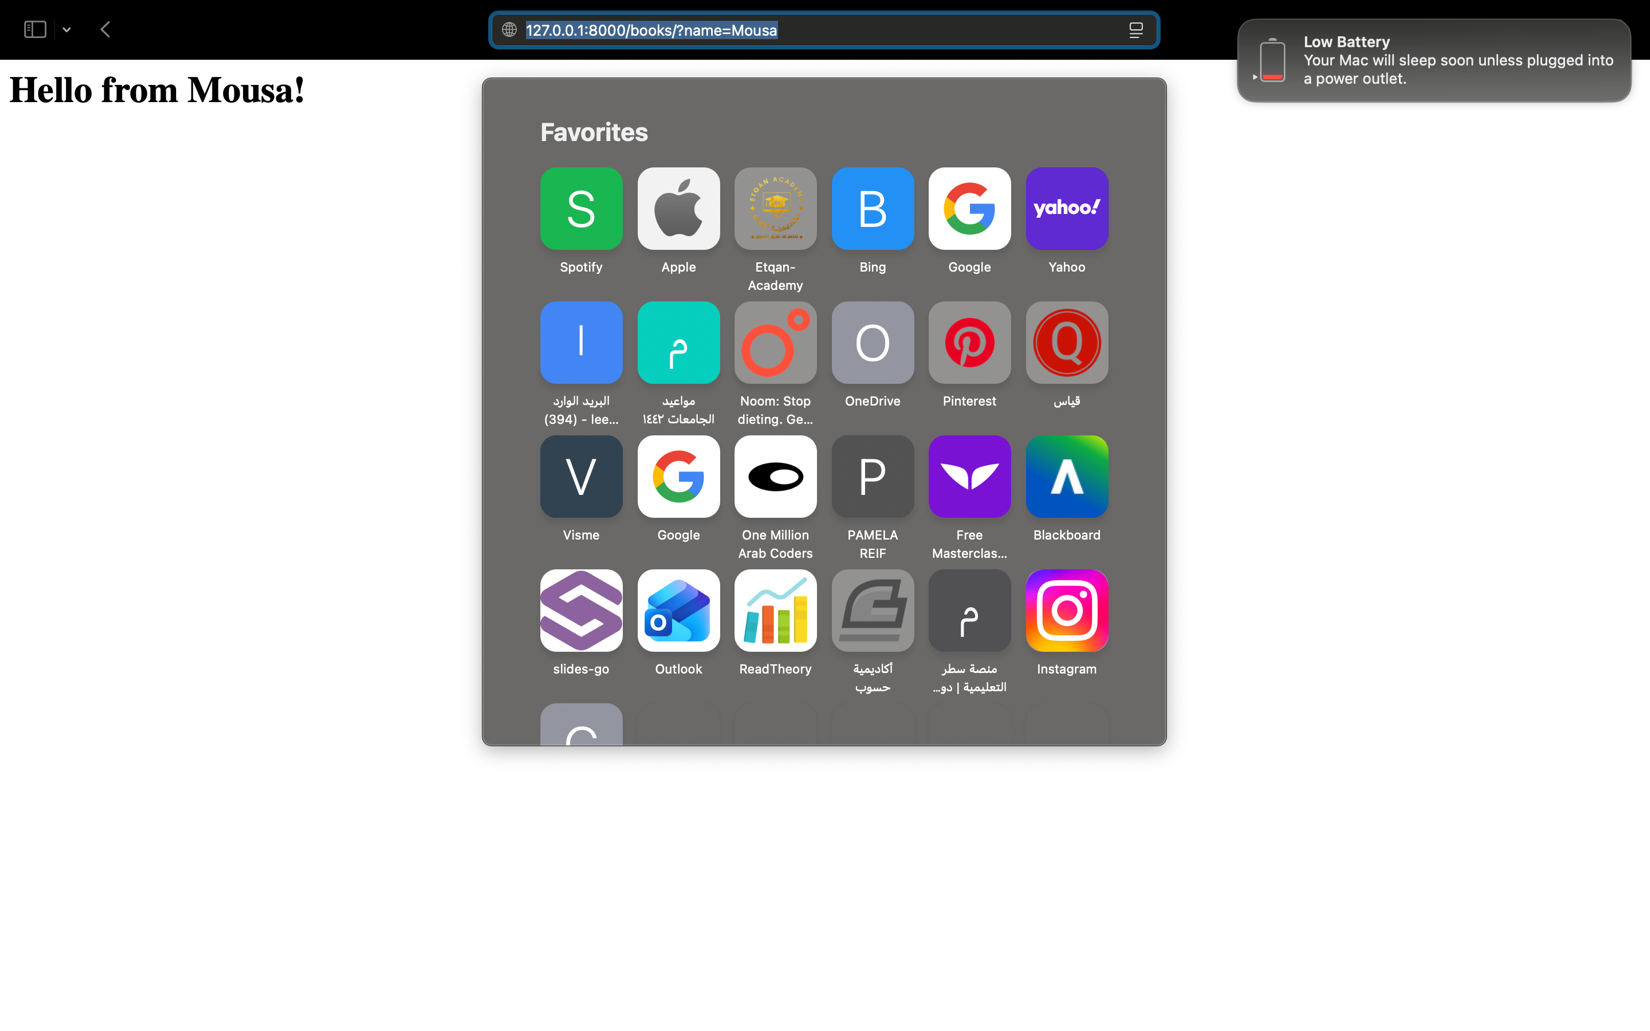 127.0.0.1:8000/books/?name=Mousa
Low Battery
Your Mac will sleep soon unless plugged into
a power outlet.
Hello from Mousa!
Favorites
S
B
yahoo!
Spotify
Apple
Etqan-
Academy
Bing
Google
Yahoo
ا
م
O
Q
البريد الوارد
(394) - lee...
مواعيد
الجامعات ١٤٤٢
Noom: Stop
dieting. Ge...
OneDrive
Pinterest
قياس
V
P
Visme
Google
One Million
Arab Coders
PAMELA
REIF
Free
Masterclas...
Blackboard
O
م
slides-go
Outlook
ReadTheory
أكاديمية
حسوب
منصة سطر
التعليمية | دو...
Instagram